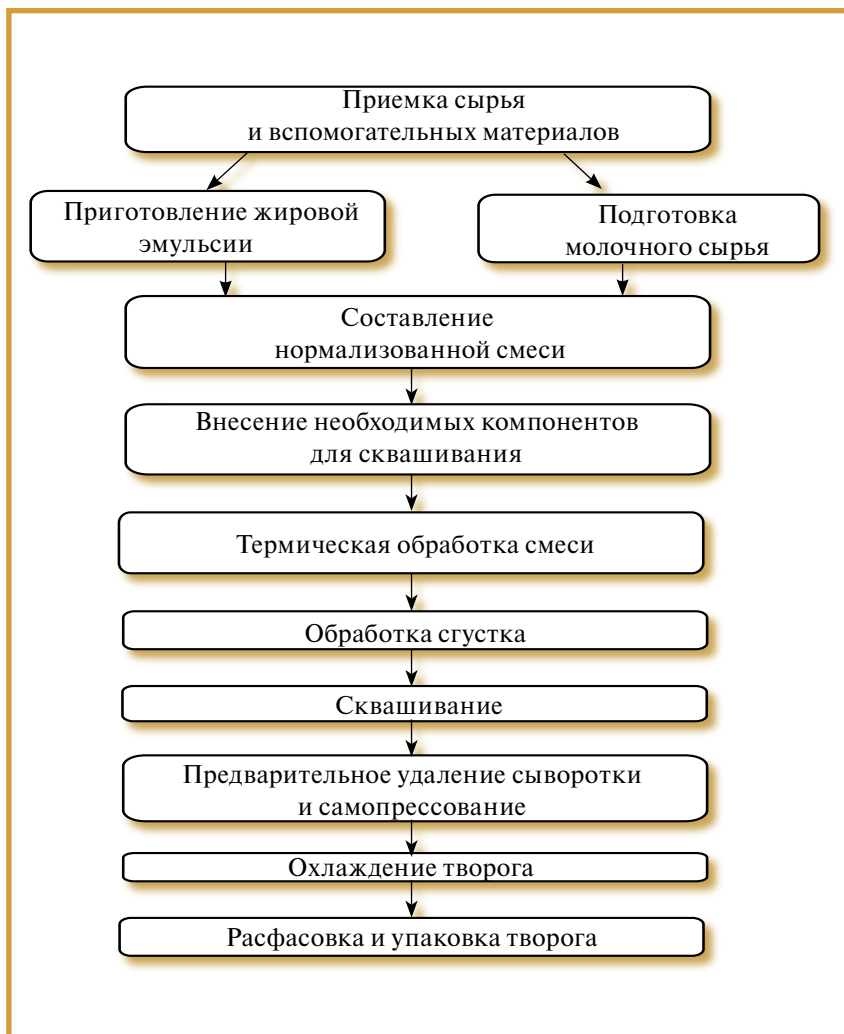 Приемка сырья
и вспомогательных материалов
Приготовление жировой
эмульсии
Подготовка
молочного сырья
Составление
нормализованной смеси
Внесение необходимых компонентов
для сквашивания
Термическая обработка смеси
Обработка сгустка
Сквашивание
Предварительное удаление сыворотки
и самопрессование
Охлаждение творога
Расфасовка и упаковка творога